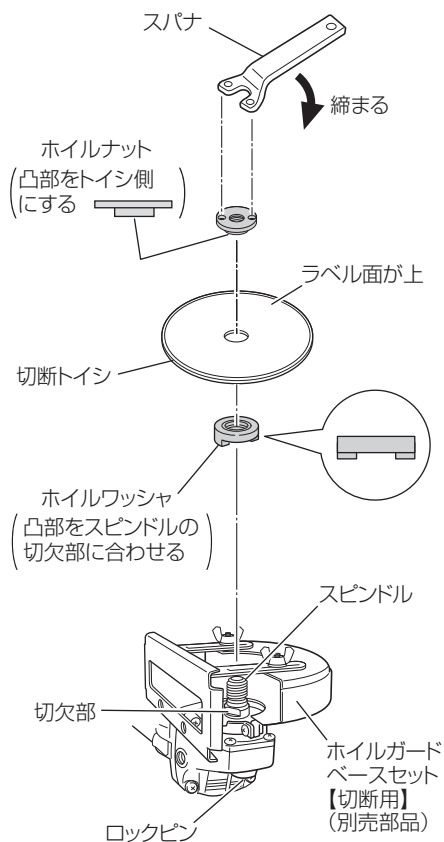 スパナ
締まる
ホイルナット
(凸部をトイシ側
にする)
ラベル面が上
切断トイシ
ホイルワッシャ
(凸部をスピンドルの
切欠部に合わせる)
スピンドル
切欠部
ホイルガード
ベースセット
【切断用】
(別売部品)
ロックピン